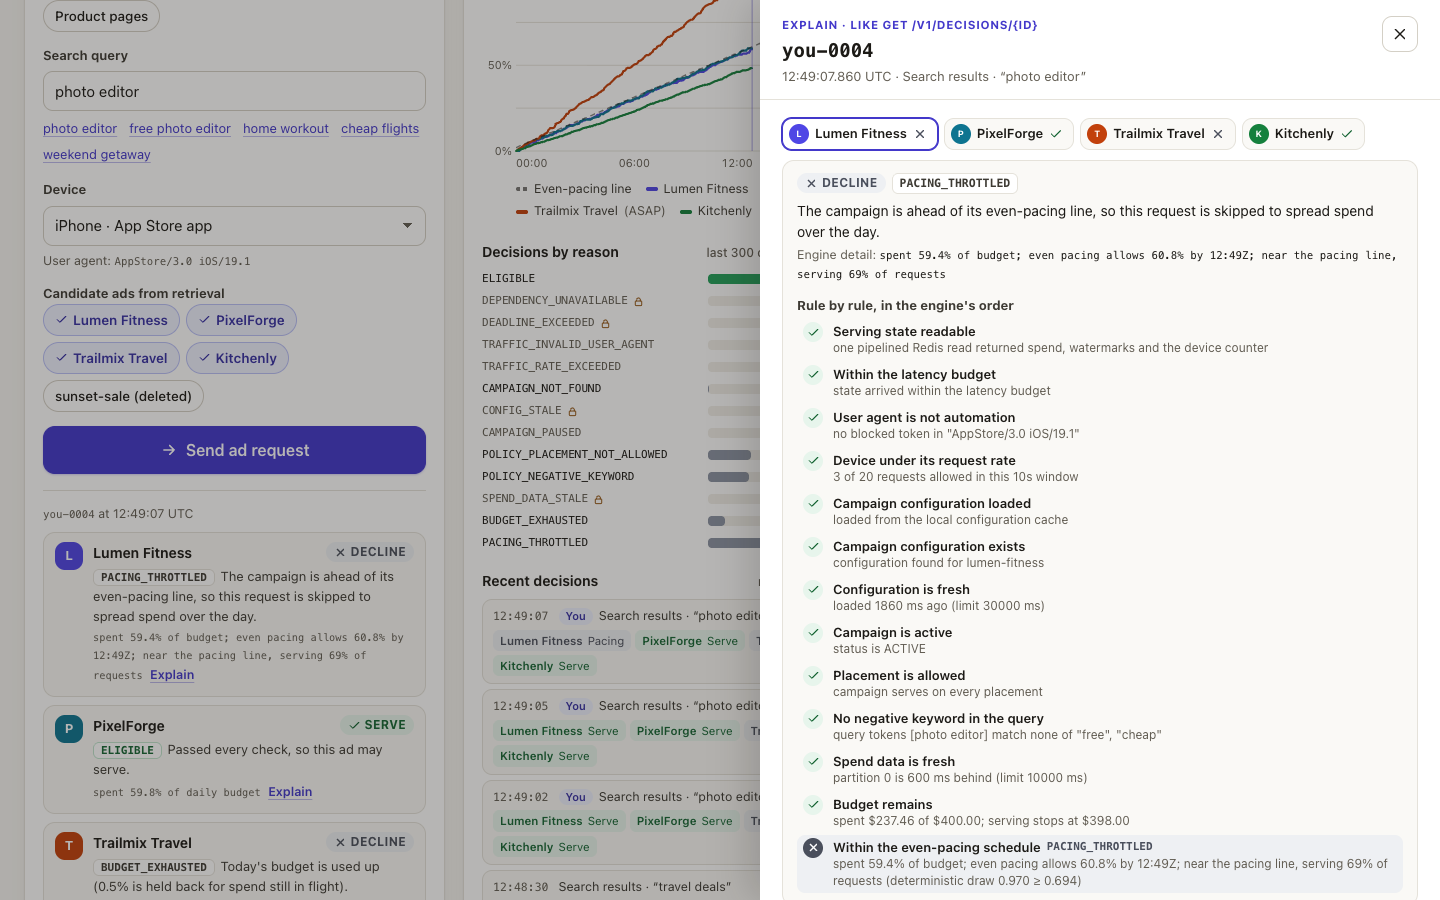 Product pages
Search query
photo editor
photo editor free photo editor home workout cheap flights
weekend getaway
Device
iPhone · App Store app
User agent: AppStore/3.0 iOS/19.1
Candidate ads from retrieval
Lumen Fitness PixelForge
Trailmix Travel Kitchenly
sunset-sale (deleted)
→ Send ad request
you-0004 at 12:49:07 UTC
L Lumen Fitness DECLINE
PACING_THROTTLED The campaign is ahead of its
even-pacing line, so this request is skipped to
spread spend over the day.
spent 59.4% of budget; even pacing allows 60.8% by
12:49Z; near the pacing line, serving 69% of
requests Explain
P PixelForge SERVE
ELIGIBLE Passed every check, so this ad may
serve.
spent 59.8% of daily budget Explain
T Trailmix Travel DECLINE
BUDGET_EXHAUSTED Today's budget is used up
(0.5% is held back for spend still in flight).
50%
0%
00:00 06:00 12:00
Even-pacing line Lumen Fitness
Trailmix Travel (ASAP) Kitchenly
Decisions by reason last 300
ELIGIBLE
DEPENDENCY_UNAVAILABLE
DEADLINE_EXCEEDED
TRAFFIC_INVALID_USER_AGENT
TRAFFIC_RATE_EXCEEDED
CAMPAIGN_NOT_FOUND
CONFIG_STALE
CAMPAIGN_PAUSED
POLICY_PLACEMENT_NOT_ALLOWED
POLICY_NEGATIVE_KEYWORD
SPEND_DATA_STALE
BUDGET_EXHAUSTED
PACING_THROTTLED
Recent decisions
12:49:07 You Search results · “photo edit
Lumen Fitness Pacing PixelForge Serve T
Kitchenly Serve
12:49:05 You Search results · “photo edit
Lumen Fitness Serve PixelForge Serve Tr
Kitchenly Serve
12:49:02 You Search results · “photo edit
Lumen Fitness Serve PixelForge Serve Tr
Kitchenly Serve
12:48:30 Search results · “travel deals”
EXPLAIN · LIKE GET /V1/DECISIONS/{ID}
you-0004
12:49:07.860 UTC · Search results · “photo editor”
L Lumen Fitness P PixelForge T Trailmix Travel K Kitchenly
DECLINE PACING_THROTTLED
The campaign is ahead of its even-pacing line, so this request is skipped to spread spend
over the day.
Engine detail: spent 59.4% of budget; even pacing allows 60.8% by 12:49Z; near the pacing line,
serving 69% of requests
Rule by rule, in the engine's order
Serving state readable
one pipelined Redis read returned spend, watermarks and the device counter
Within the latency budget
state arrived within the latency budget
User agent is not automation
no blocked token in "AppStore/3.0 iOS/19.1"
Device under its request rate
3 of 20 requests allowed in this 10s window
Campaign configuration loaded
loaded from the local configuration cache
Campaign configuration exists
configuration found for lumen-fitness
Configuration is fresh
loaded 1860 ms ago (limit 30000 ms)
Campaign is active
status is ACTIVE
Placement is allowed
campaign serves on every placement
No negative keyword in the query
query tokens [photo editor] match none of "free", "cheap"
Spend data is fresh
partition 0 is 600 ms behind (limit 10000 ms)
Budget remains
spent $237.46 of $400.00; serving stops at $398.00
Within the even-pacing schedule PACING_THROTTLED
spent 59.4% of budget; even pacing allows 60.8% by 12:49Z; near the pacing line, serving 69% of
requests (deterministic draw 0.970 ≥ 0.694)